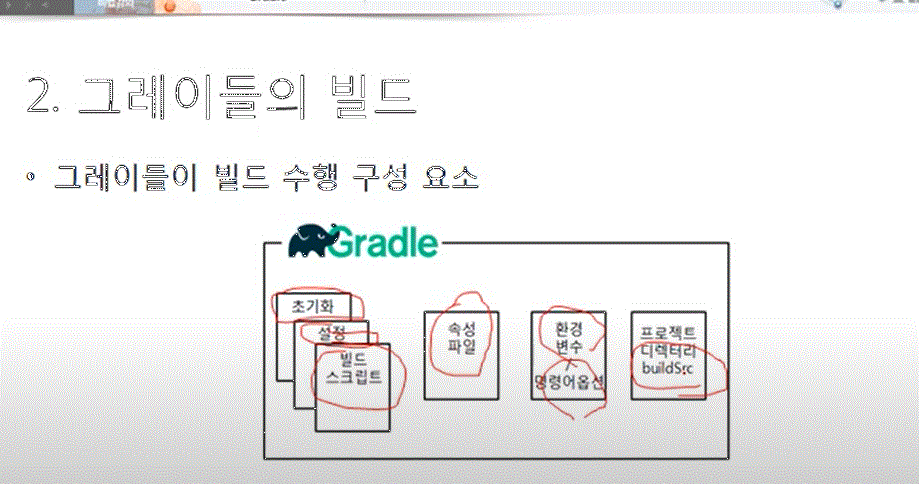 2. 그레이들의 빌드
• 그레이들이 빌드 수행 구성 요소
Gradle
초기화
설정
빌드
스크립트
속성
파일
환경
변수
/
명령어옵션
프로젝트
디렉터리
buildSrc